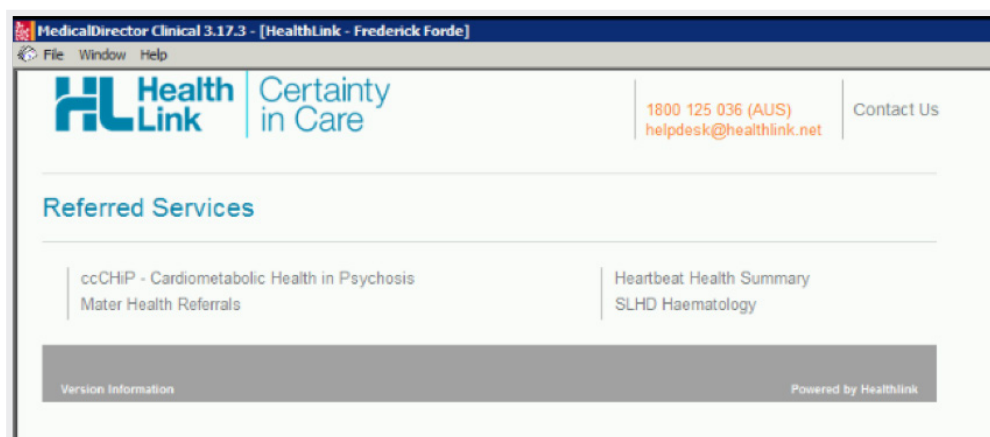 MedicalDirector Clinical 3.17.3 - [HealthLink - Frederick Forde]
File Window Help
Health Link
Certainty in Care
1800 125 036 (AUS)
helpdesk@healthlink.net
Contact Us
Referred Services
ccCHiP - Cardiometabolic Health in Psychosis
Mater Health Referrals
Heartbeat Health Summary
SLHD Haematology
Version Information
Powered by Healthlink